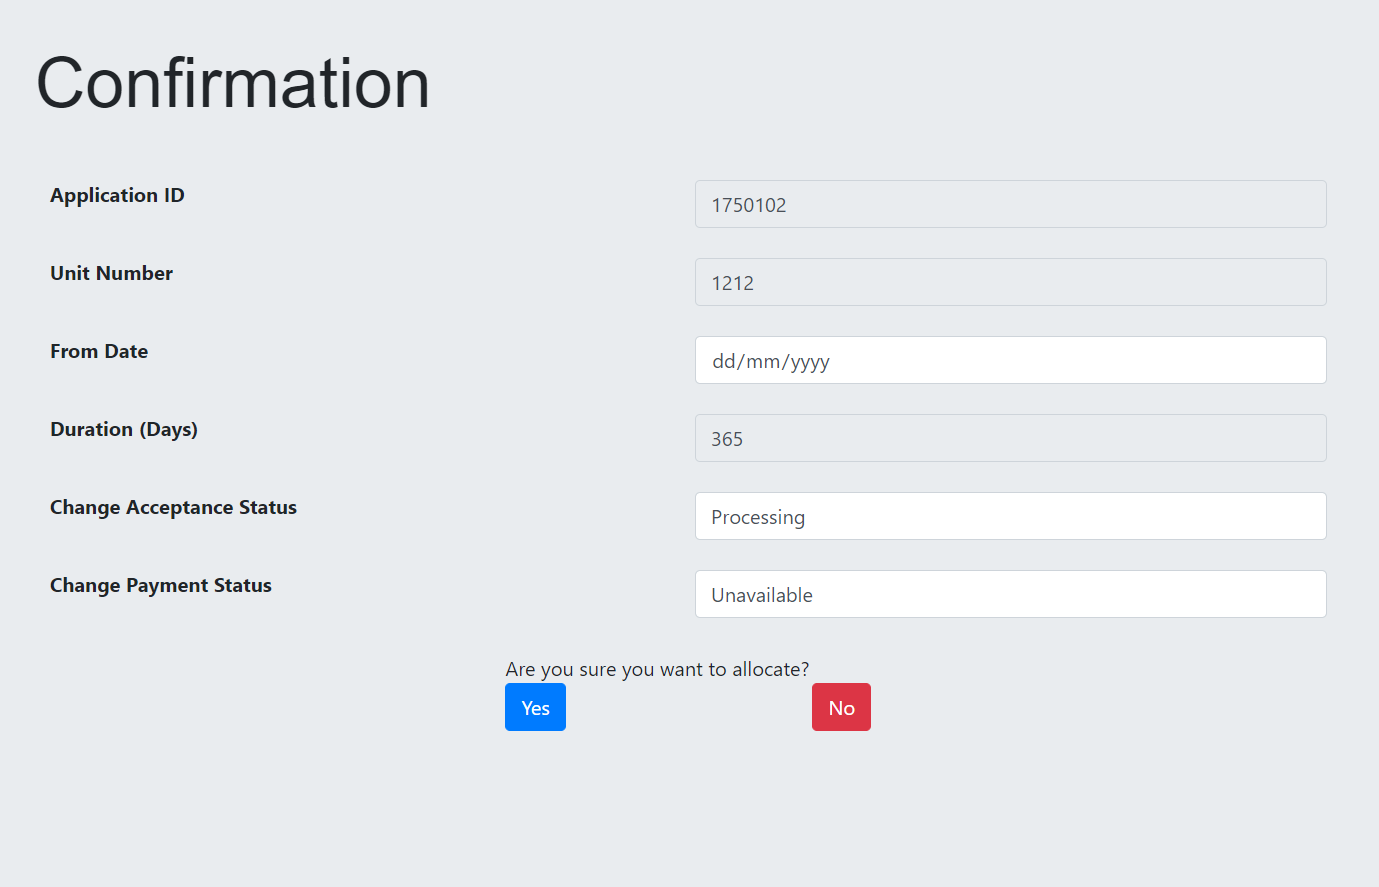 Confirmation
Application ID
1750102
Unit Number
1212
From Date
dd/mm/yyyy
Duration (Days)
365
Change Acceptance Status
Processing
Change Payment Status
Unavailable
Are you sure you want to allocate?
Yes
No